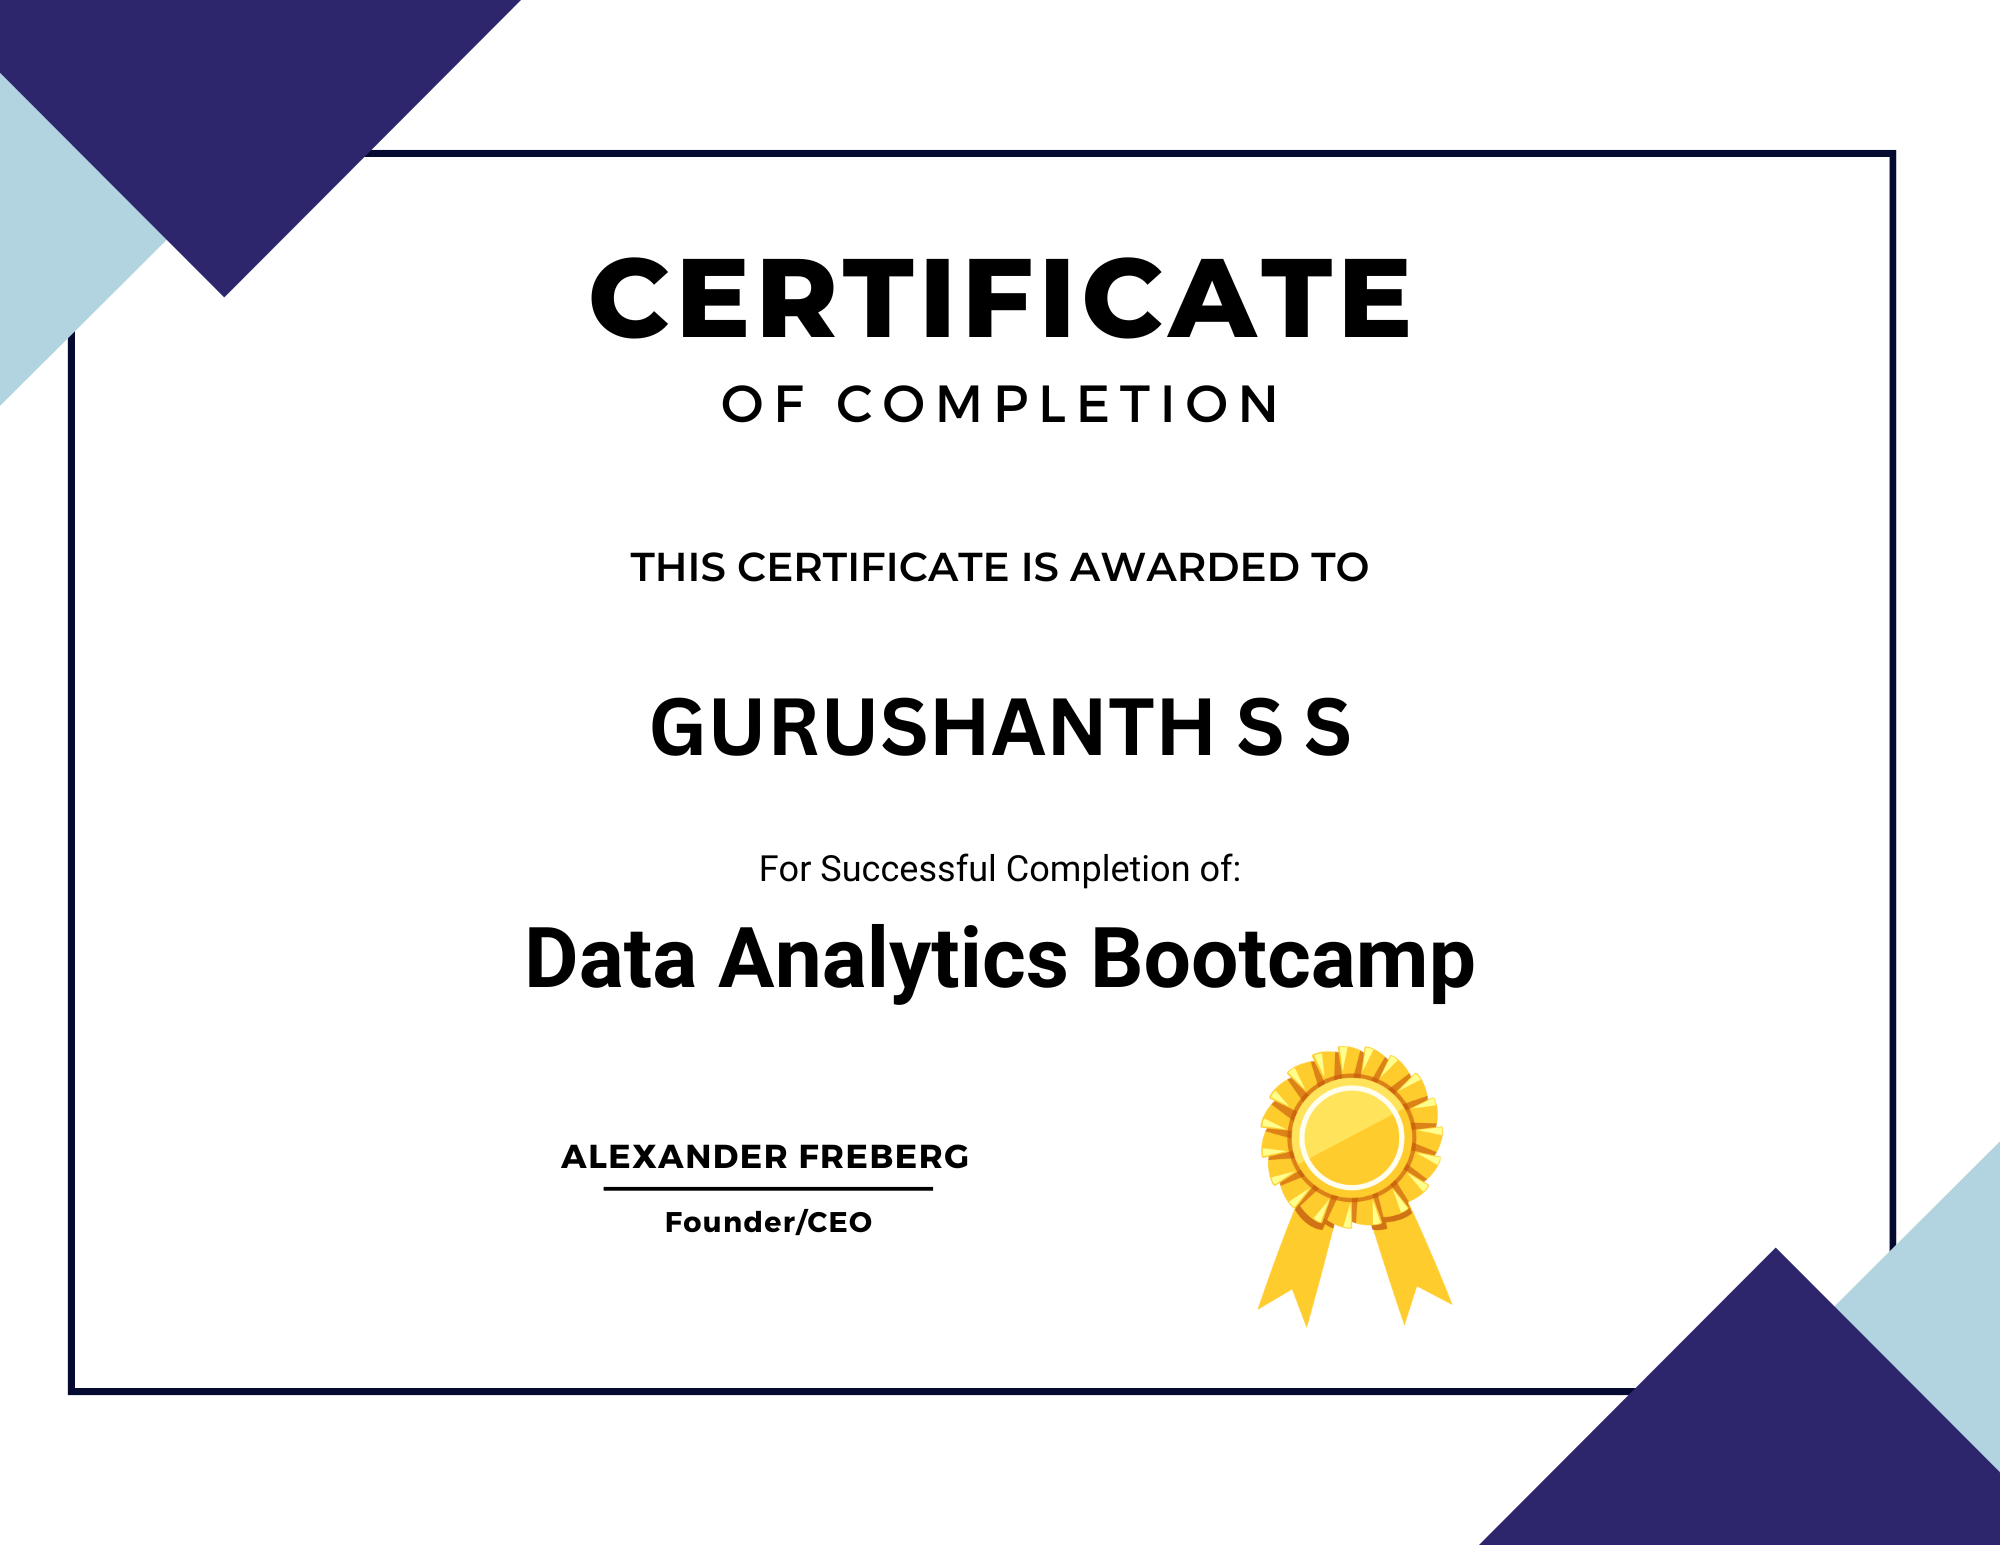 CERTIFICATE
OF COMPLETION
THIS CERTIFICATE IS AWARDED TO
GURUSHANTH S S
For Successful Completion of:
Data Analytics Bootcamp
ALEXANDER FREBERG
Founder/CEO